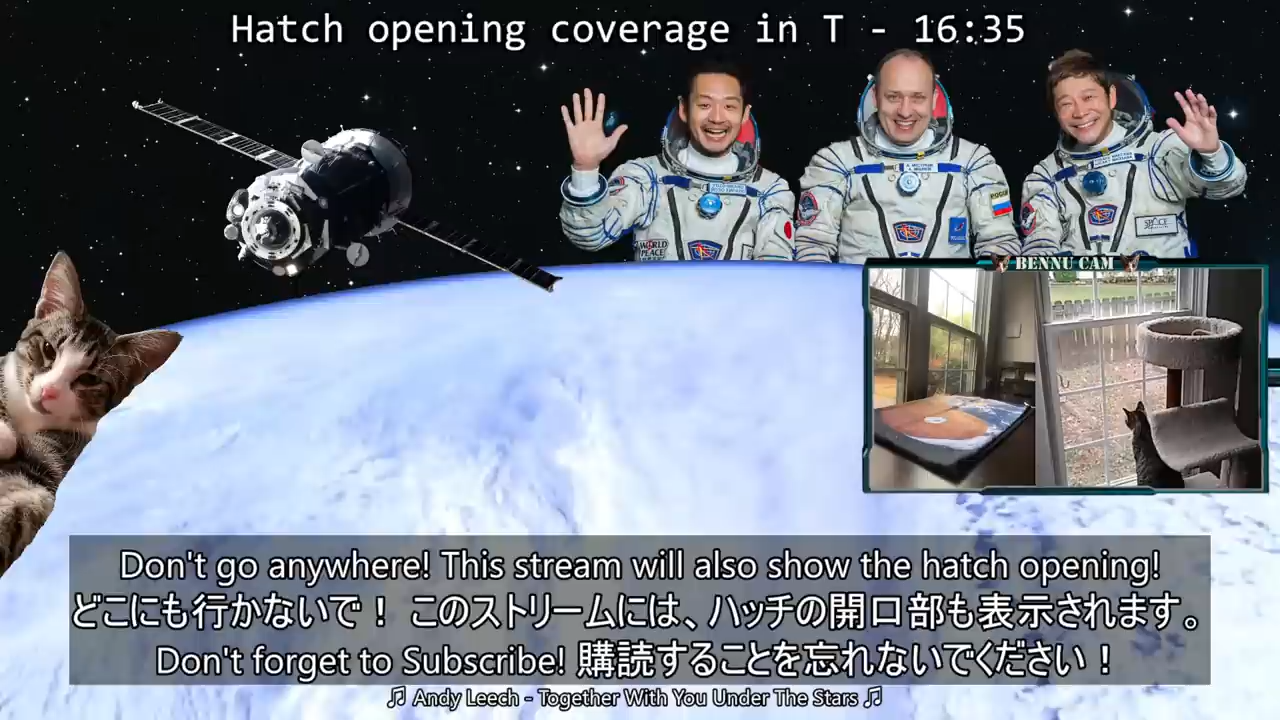 Hatch opening coverage in T - 16:35
WORLD
PEACE
SPACE
BENNU CAM
Don't go anywhere! This stream will also show the hatch opening!
どこにも行かないで！ このストリームには、ハッチの開口部も表示されます。
Don't forget to Subscribe! 購読することを忘れないでください！
♫ Andy Leech - Together With You Under The Stars ♫